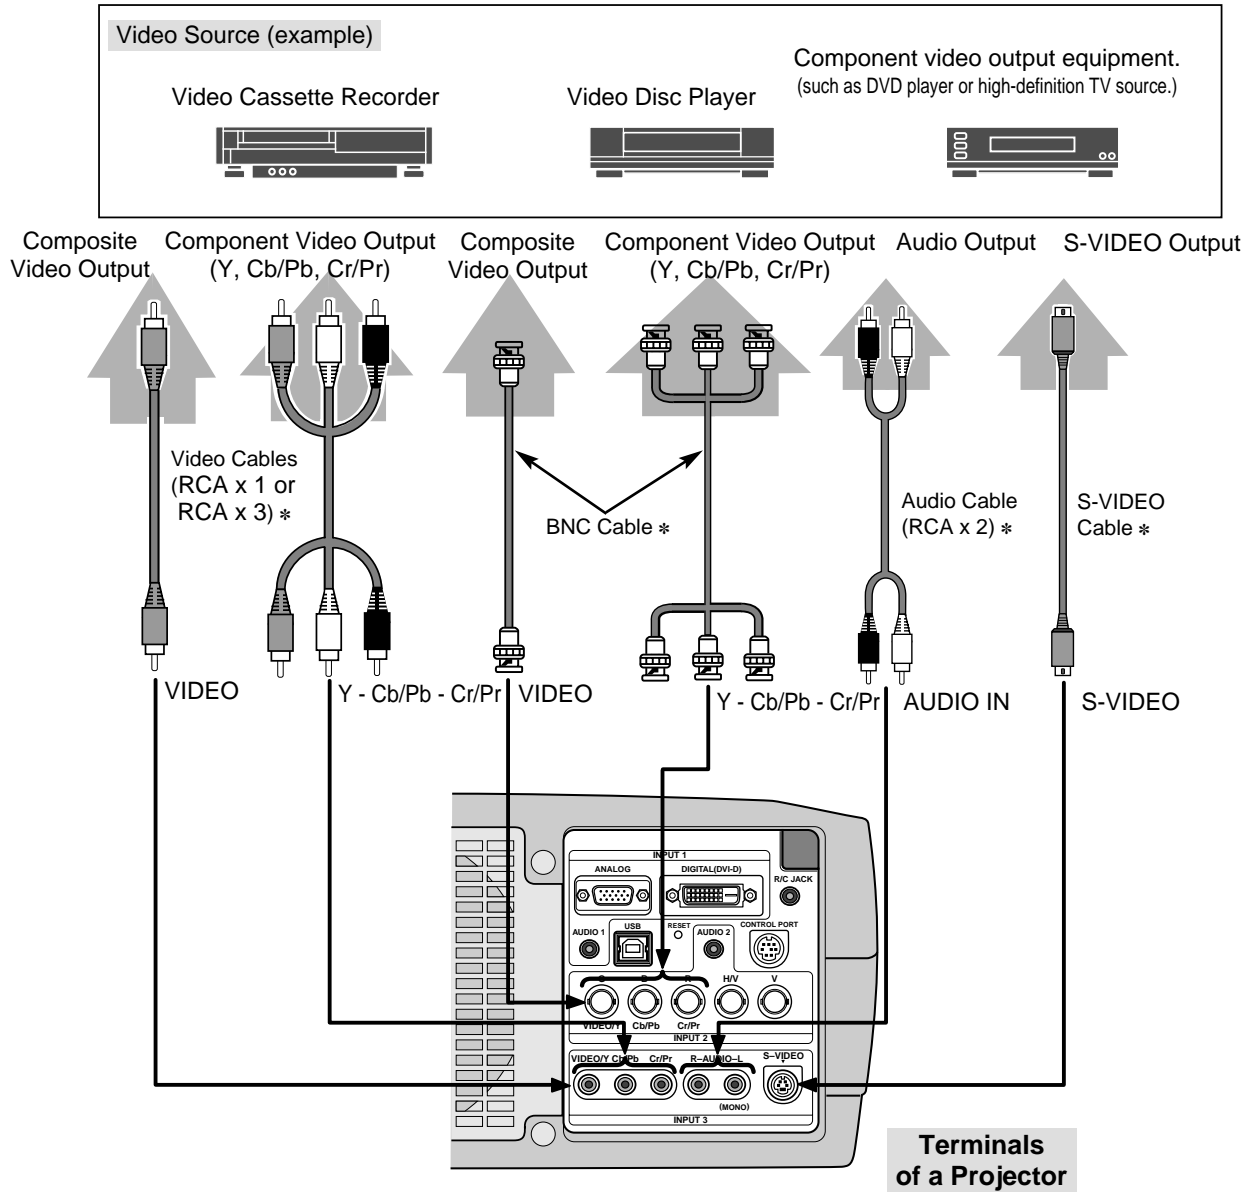 Video Source (example)
Video Cassette Recorder
Video Disc Player
Component video output equipment.
(such as DVD player or high-definition TV source.)
Composite
Video Output
Component Video Output
(Y, Cb/Pb, Cr/Pr)
Composite
Video Output
Component Video Output
(Y, Cb/Pb, Cr/Pr)
Audio Output
S-VIDEO Output
Video Cables
(RCA x 1 or
RCA x 3) *
BNC Cable *
Audio Cable
(RCA x 2) *
S-VIDEO
Cable *
VIDEO
Y - Cb/Pb - Cr/Pr
VIDEO
Y - Cb/Pb - Cr/Pr
AUDIO IN
S-VIDEO
INPUT 1
ANALOG
DIGITAL(DVI-D)
R/C JACK
AUDIO 1
USB
RESET
AUDIO 2
CONTROL PORT
G
B
R
H/V
V
VIDEO/Y
Cb/Pb
Cr/Pr
INPUT 2
VIDEO/Y
Cb/Pb
Cr/Pr
R–AUDIO–L
S–VIDEO
(MONO)
INPUT 3
Terminals
of a Projector